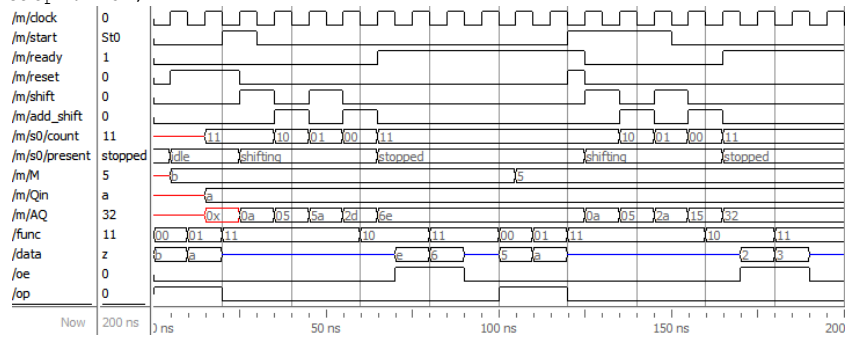 /m/clock 0
/m/start St0
/m/ready 1
/m/reset 0
/m/shift 0
/m/add_shift 0
/m/s0/count 11 11 10 01 00 11 10 01 00 11
/m/s0/present stopped idle shifting stopped shifting stopped
/m/M 5 b 5
/m/Qin a a
/m/AQ 32 0x 0a 05 5a 2d 6e 0a 05 2a 15 32
/func 11 00 01 11 10 11 00 01 11 10 11
/data z b a e 6 5 a 2 3
/oe 0
/op 0
Now 200 ns 0 ns 50 ns 100 ns 150 ns 200